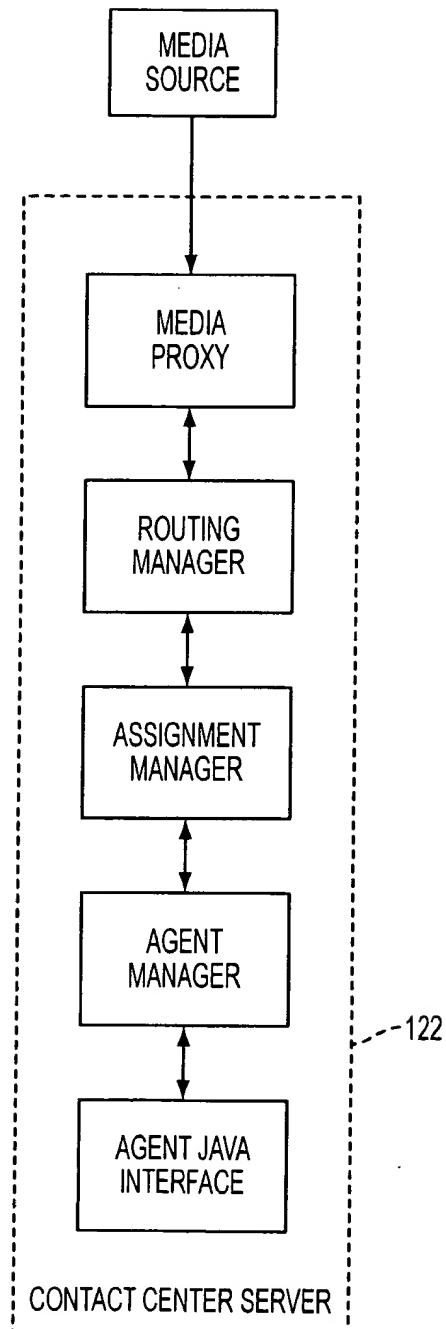 MEDIA
SOURCE
MEDIA
PROXY
ROUTING
MANAGER
ASSIGNMENT
MANAGER
AGENT
MANAGER
122
AGENT JAVA
INTERFACE
CONTACT CENTER SERVER